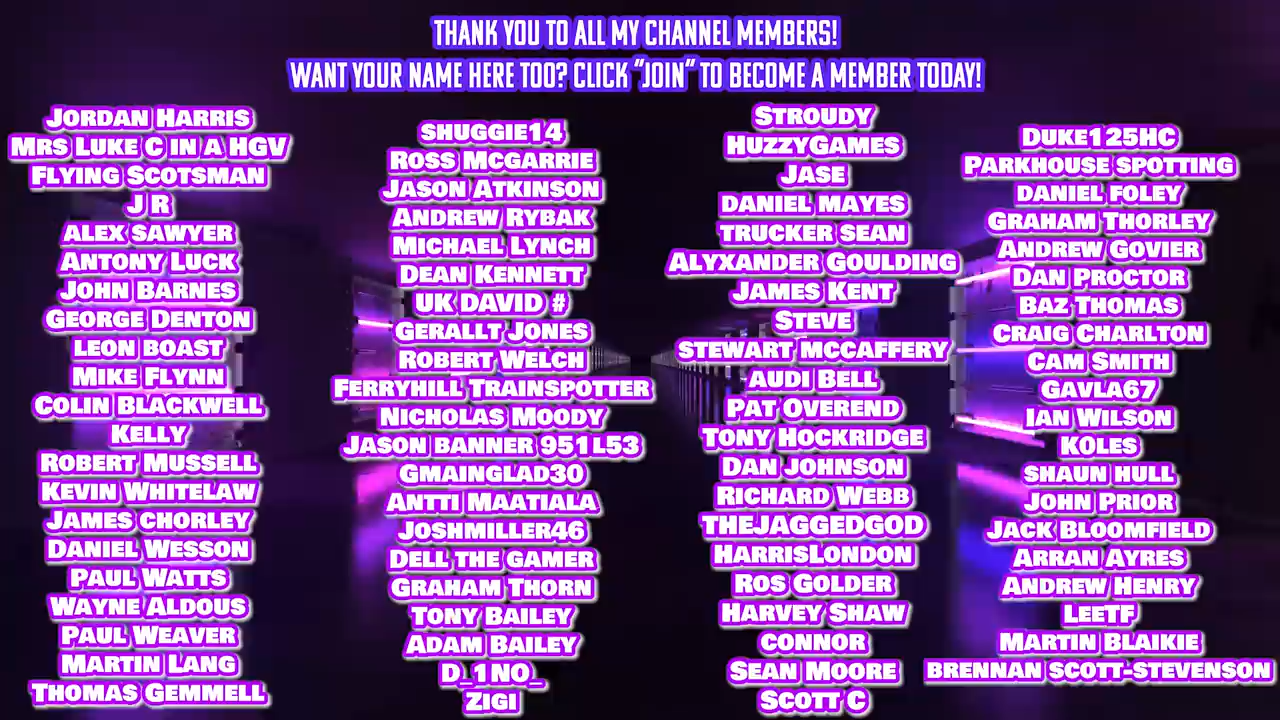 THANK YOU TO ALL MY CHANNEL MEMBERS!
WANT YOUR NAME HERE TOO? CLICK "JOIN" TO BECOME A MEMBER TODAY!
Jordan Harris
Mrs Luke C in a HGV
Flying Scotsman
J R
alex sawyer
Antony Luck
John Barnes
George Denton
leon boast
Mike Flynn
Colin Blackwell
Kelly
Robert Mussell
Kevin Whitelaw
James chorley
Daniel Wesson
Paul Watts
Wayne Aldous
Paul Weaver
Martin Lang
Thomas Gemmell
shuggie14
Ross McGarrie
Jason Atkinson
Andrew Rybak
Michael Lynch
Dean Kennett
UK DAVID #
Gerallt Jones
Robert Welch
Ferryhill Trainspotter
Nicholas Moody
Jason banner 951L53
Gmainglad30
Antti Maatiala
Joshmiller46
Dell the gamer
Graham Thorn
Tony Bailey
Adam Bailey
D_1NO_
Zigi
Stroudy
HuzzyGames
Jase
daniel mayes
trucker sean
Alyxander Goulding
James Kent
Steve
stewart mccaffery
Audi Bell
Pat Overend
Tony Hockridge
Dan Johnson
Richard Webb
THEJAGGEDGOD
HarrisLondon
Ros Golder
Harvey Shaw
connor
Sean Moore
Scott C
Duke125HC
Parkhouse spotting
daniel foley
Graham Thorley
Andrew Govier
Dan Proctor
Baz Thomas
Craig Charlton
Cam Smith
gavla67
Ian Wilson
K0les
shaun hull
John Prior
Jack Bloomfield
Arran Ayres
Andrew Henry
LeeTF
Martin Blaikie
brennan scott-stevenson